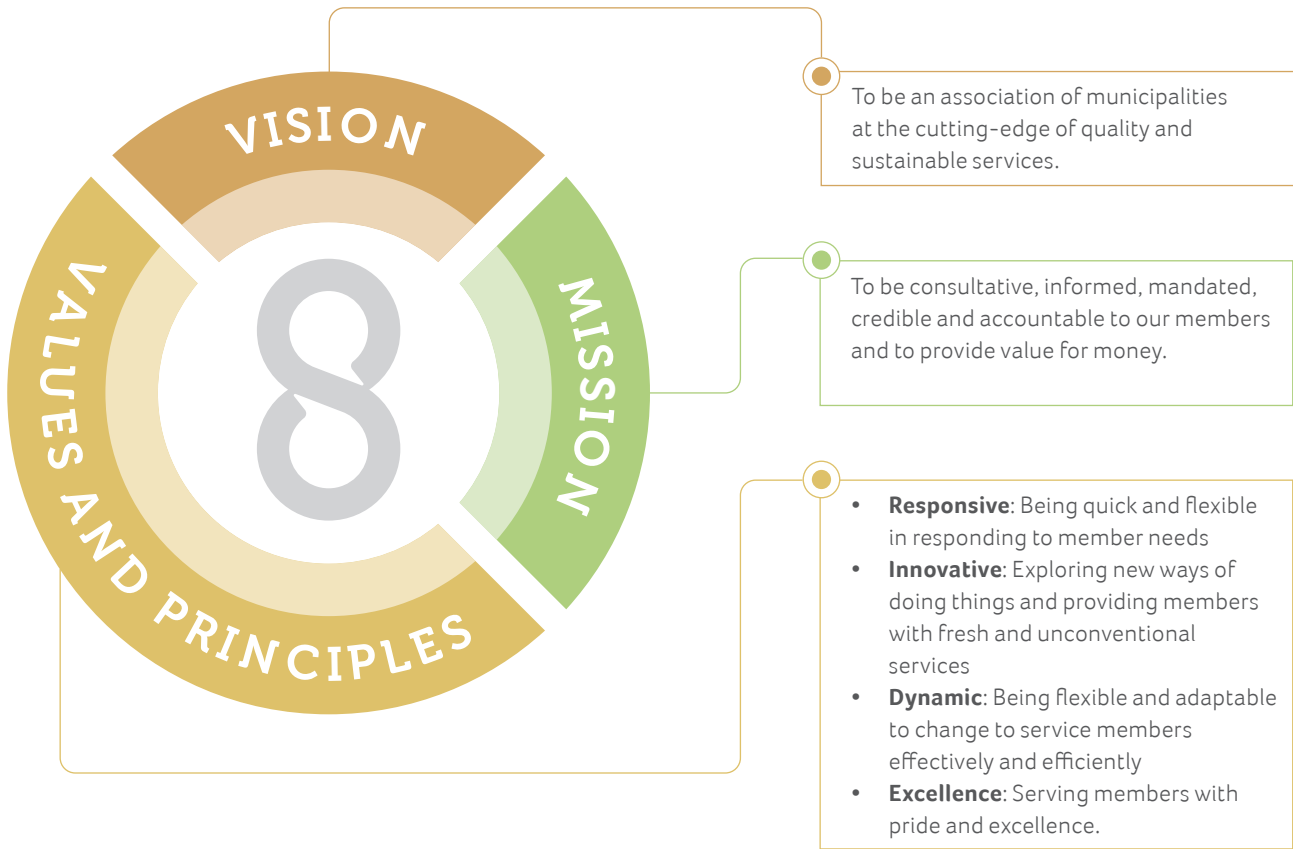 VISION
To be an association of municipalities
at the cutting-edge of quality and
sustainable services.
MISSION
To be consultative, informed, mandated,
credible and accountable to our members
and to provide value for money.
VALUES AND PRINCIPLES
• Responsive: Being quick and flexible
in responding to member needs
• Innovative: Exploring new ways of
doing things and providing members
with fresh and unconventional
services
• Dynamic: Being flexible and adaptable
to change to service members
effectively and efficiently
• Excellence: Serving members with
pride and excellence.
8